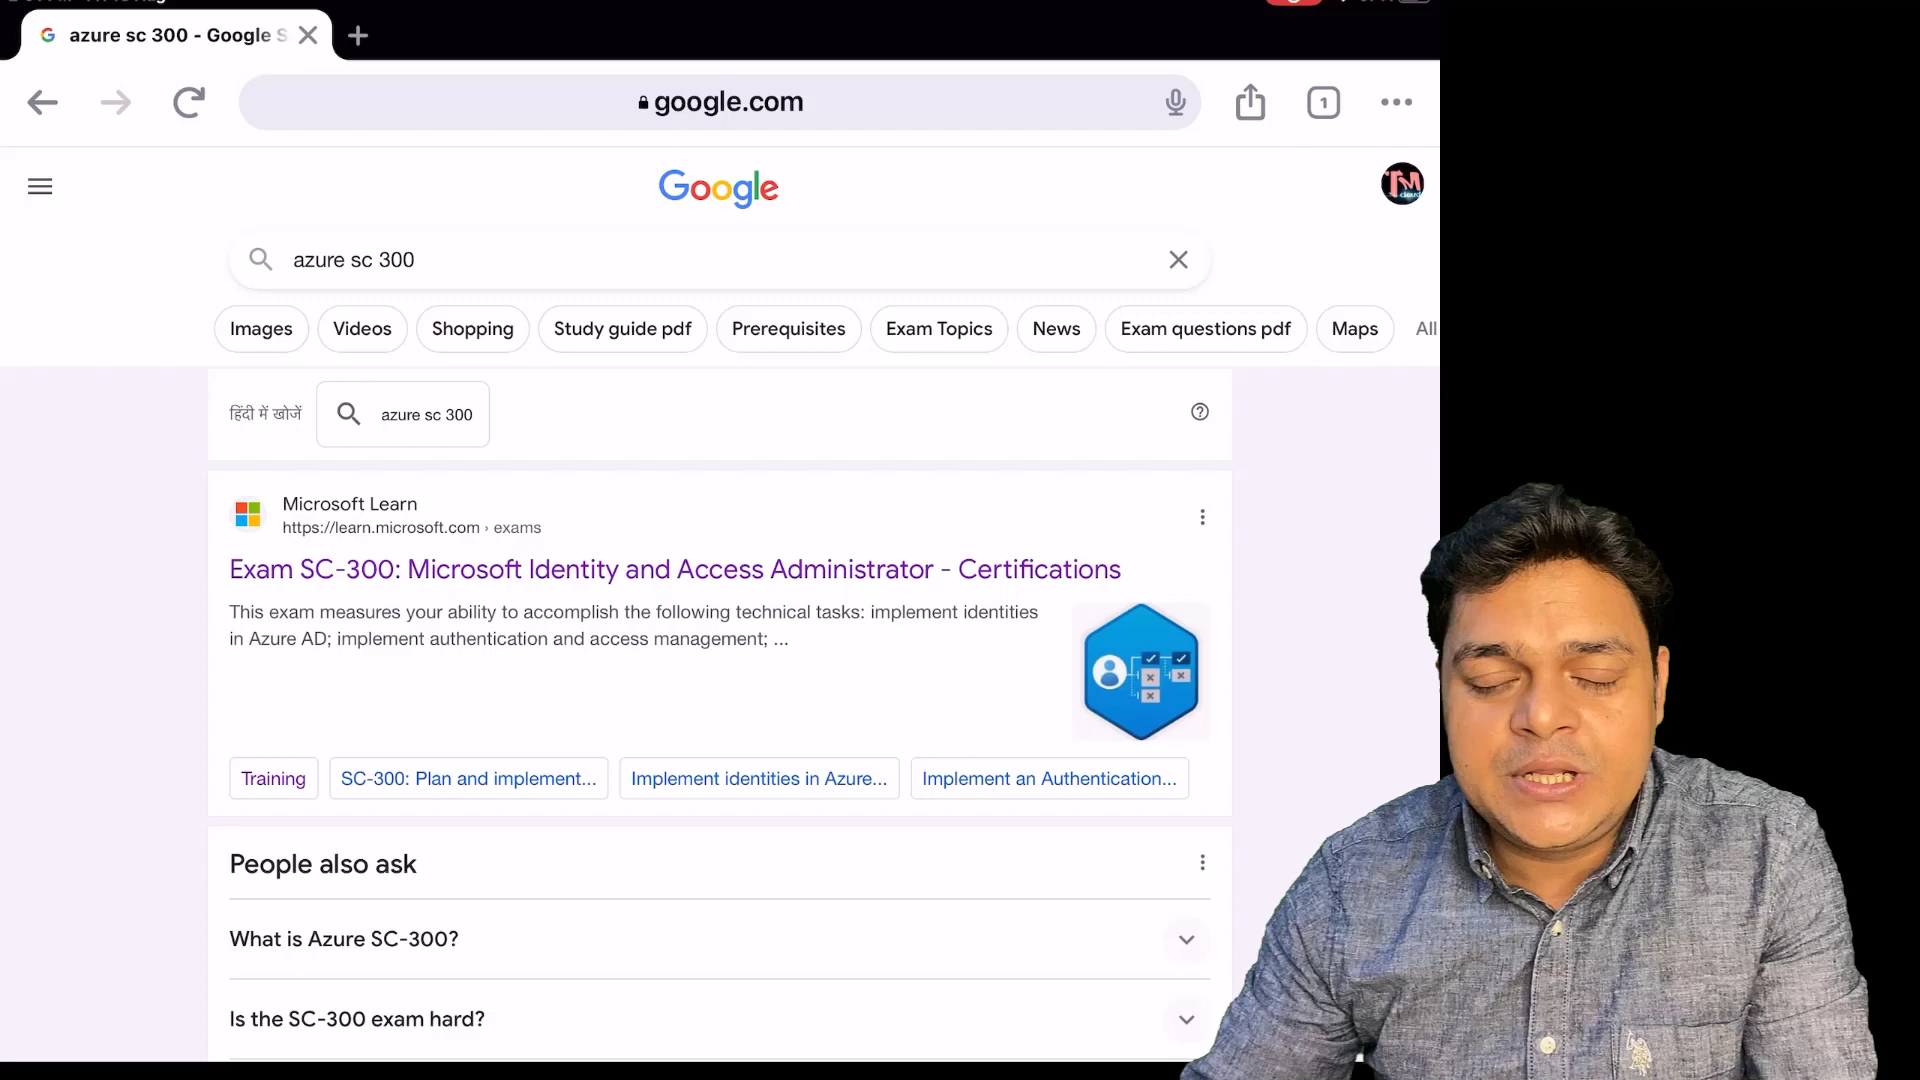 azure sc 300 - Google S
google.com
1
Google
TM
cloud
azure sc 300
Images
Videos
Shopping
Study guide pdf
Prerequisites
Exam Topics
News
Exam questions pdf
Maps
All
हिंदी में खोजें
azure sc 300
Microsoft Learn
https://learn.microsoft.com › exams
Exam SC-300: Microsoft Identity and Access Administrator - Certifications
This exam measures your ability to accomplish the following technical tasks: implement identities
in Azure AD; implement authentication and access management; ...
Training
SC-300: Plan and implement...
Implement identities in Azure...
Implement an Authentication...
People also ask
What is Azure SC-300?
Is the SC-300 exam hard?